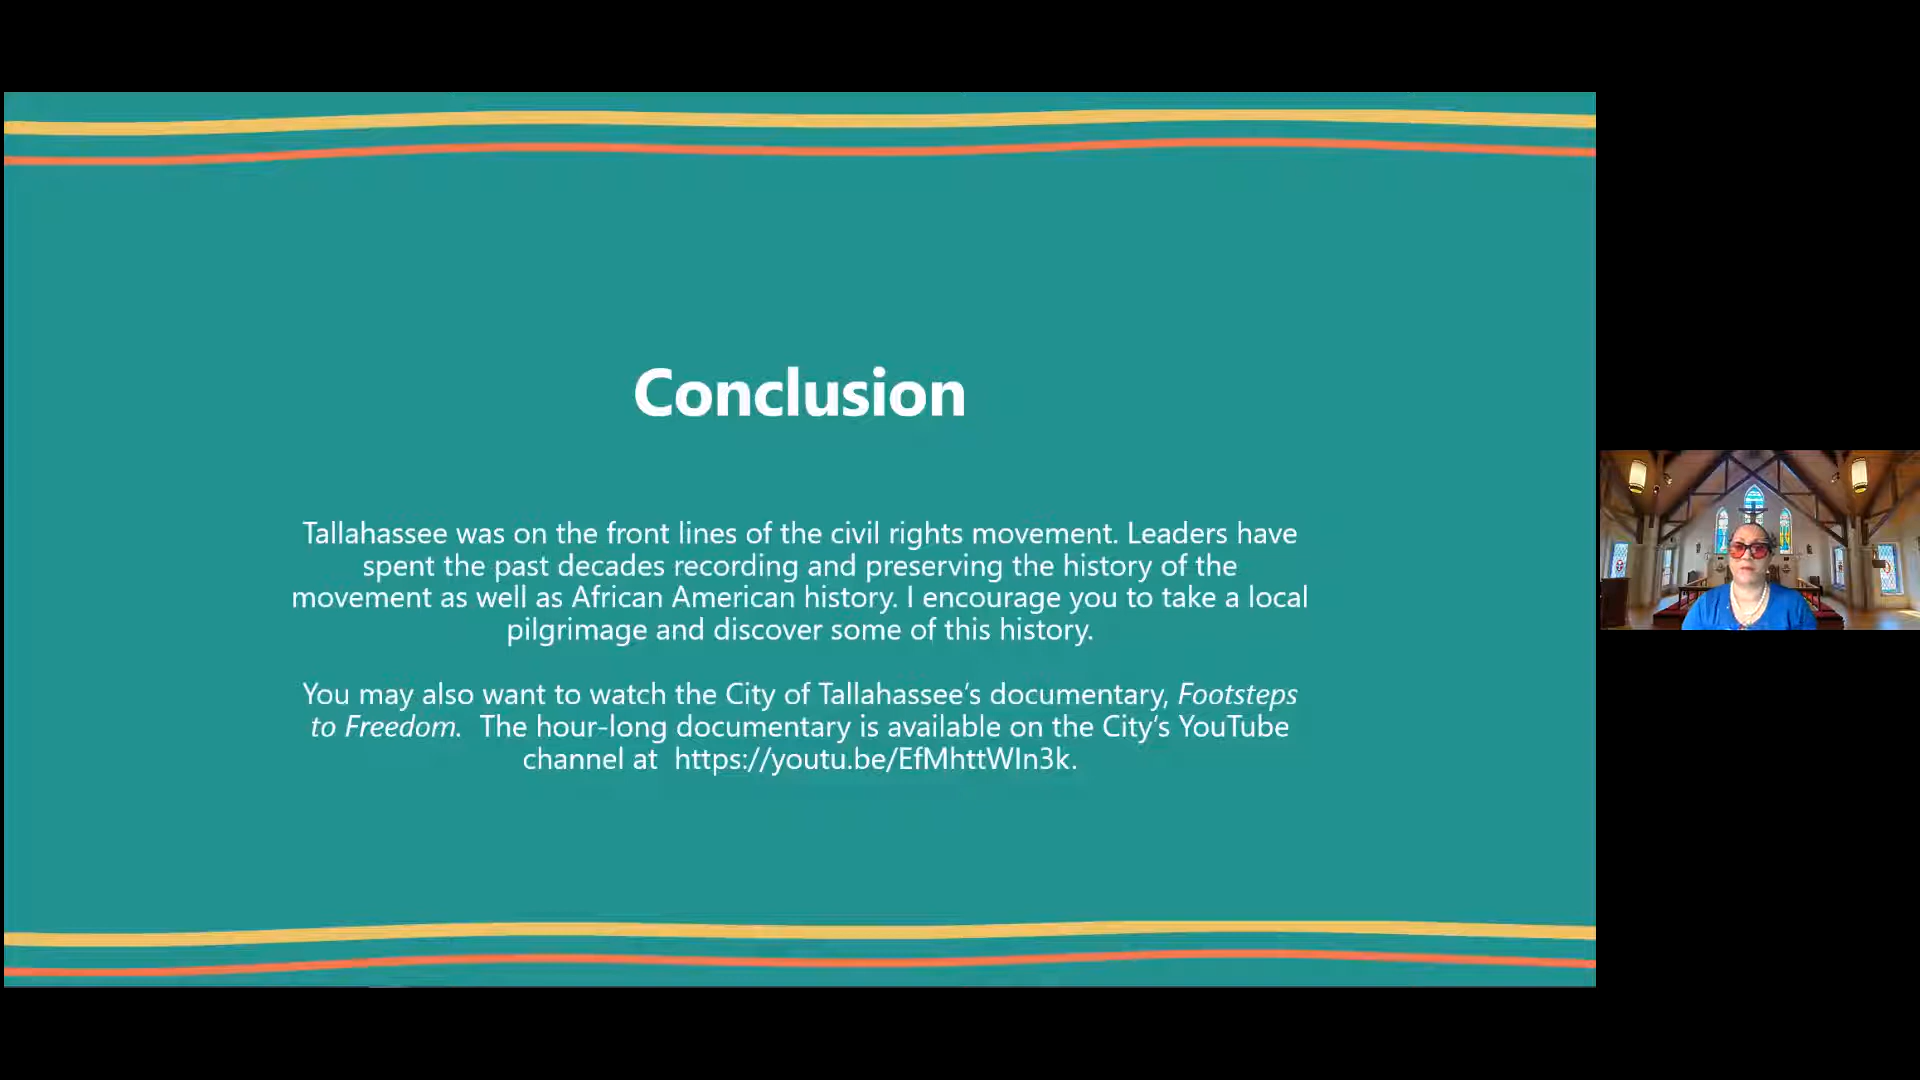 Conclusion
Tallahassee was on the front lines of the civil rights movement. Leaders have
spent the past decades recording and preserving the history of the
movement as well as African American history. I encourage you to take a local
pilgrimage and discover some of this history.
You may also want to watch the City of Tallahassee’s documentary, Footsteps
to Freedom.  The hour-long documentary is available on the City’s YouTube
channel at  https://youtu.be/EfMhttWIn3k.